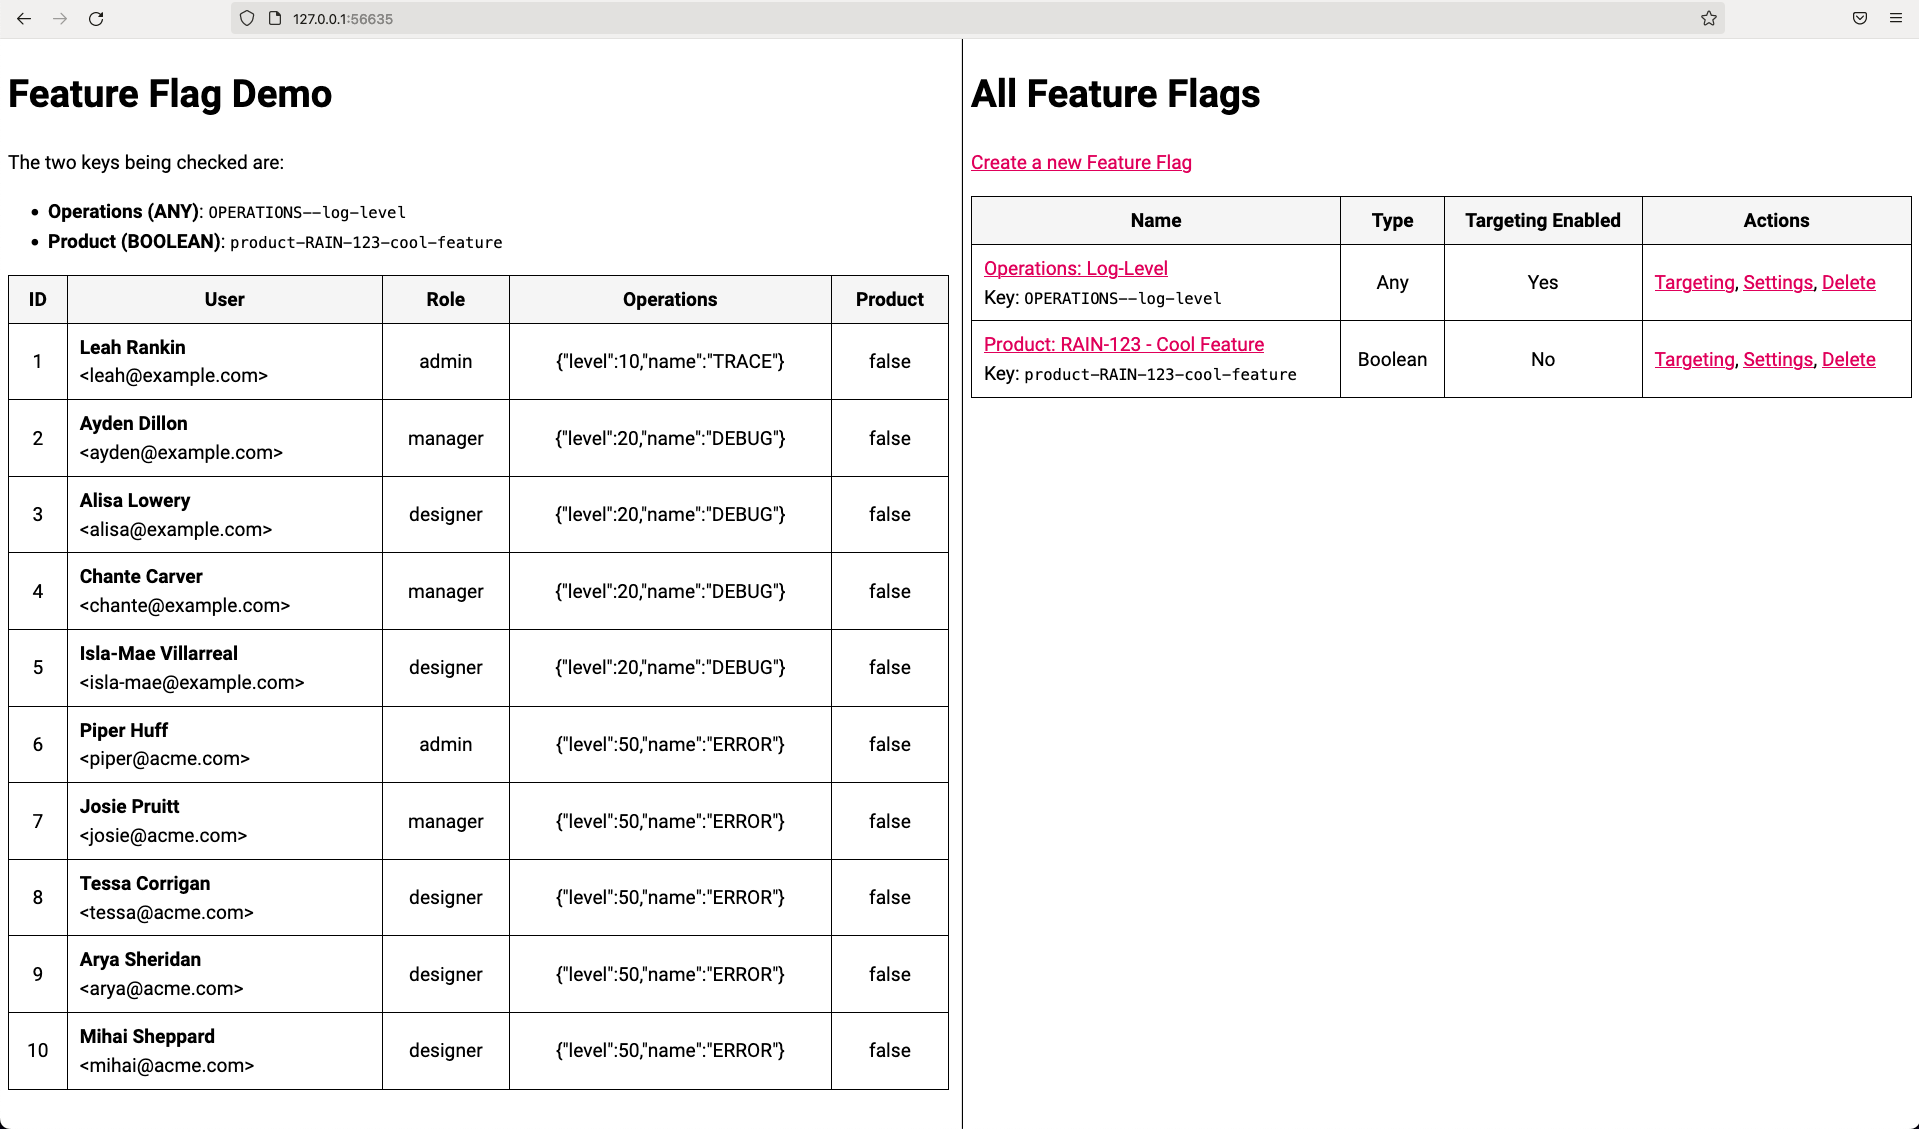 127.0.0.1:56635
Feature Flag Demo
The two keys being checked are:
• Operations (ANY): OPERATIONS--log-level
• Product (BOOLEAN): product-RAIN-123-cool-feature
ID User Role Operations Product
1 Leah Rankin <leah@example.com> admin {"level":10,"name":"TRACE"} false
2 Ayden Dillon <ayden@example.com> manager {"level":20,"name":"DEBUG"} false
3 Alisa Lowery <alisa@example.com> designer {"level":20,"name":"DEBUG"} false
4 Chante Carver <chante@example.com> manager {"level":20,"name":"DEBUG"} false
5 Isla-Mae Villarreal <isla-mae@example.com> designer {"level":20,"name":"DEBUG"} false
6 Piper Huff <piper@acme.com> admin {"level":50,"name":"ERROR"} false
7 Josie Pruitt <josie@acme.com> manager {"level":50,"name":"ERROR"} false
8 Tessa Corrigan <tessa@acme.com> designer {"level":50,"name":"ERROR"} false
9 Arya Sheridan <arya@acme.com> designer {"level":50,"name":"ERROR"} false
10 Mihai Sheppard <mihai@acme.com> designer {"level":50,"name":"ERROR"} false
All Feature Flags
Create a new Feature Flag
Name Type Targeting Enabled Actions
Operations: Log-Level
Key: OPERATIONS--log-level
Any Yes Targeting, Settings, Delete
Product: RAIN-123 - Cool Feature
Key: product-RAIN-123-cool-feature
Boolean No Targeting, Settings, Delete